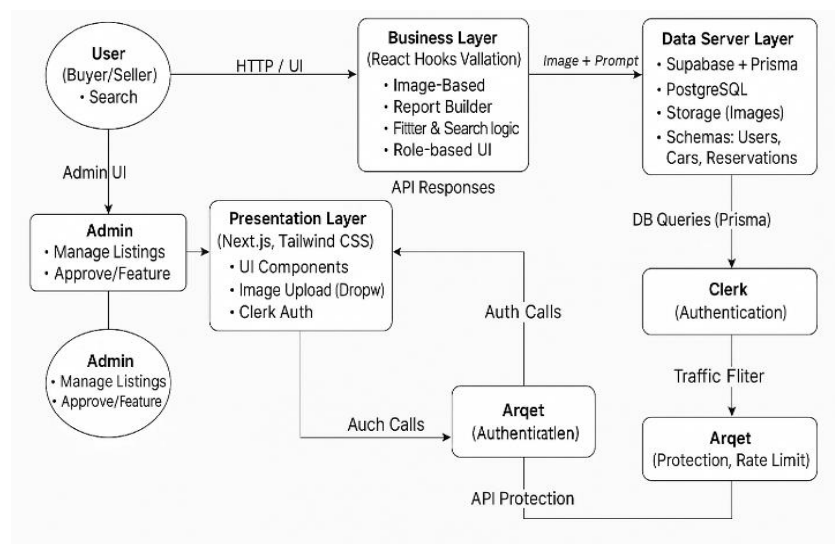 User
(Buyer/Seller)
• Search
HTTP / UI
Business Layer
(React Hooks Vallation)
• Image-Based
• Report Builder
• Fittter & Search logic
• Role-based UI
Image + Prompt
Data Server Layer
• Supabase + Prisma
• PostgreSQL
• Storage (Images)
• Schemas: Users,
Cars, Reservations
API Responses
Admin UI
Admin
• Manage Listings
• Approve/Feature
Presentation Layer
(Next.js, Tailwind CSS)
• UI Components
• Image Upload (Dropw)
• Clerk Auth
DB Queries (Prisma)
Clerk
(Authentication)
Auth Calls
Admin
• Manage Listings
• Approve/Feature
Traffic Fliter
Auch Calls
Arqet
(Authenticatlen)
Arqet
(Protection, Rate Limit)
API Protection